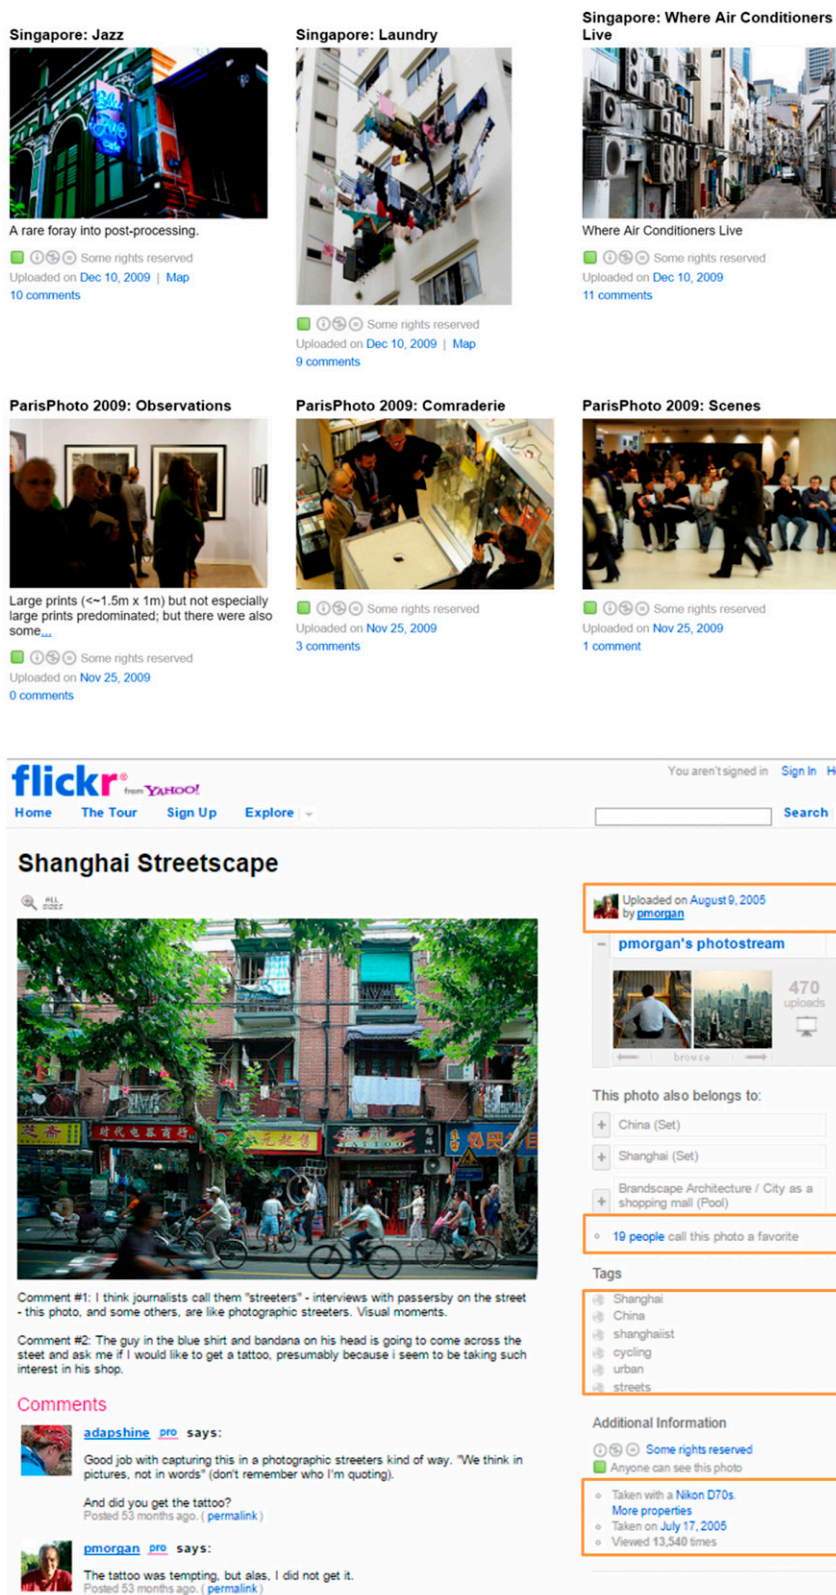 Singapore: Jazz
Singapore: Laundry
Singapore: Where Air Conditioners
Live
A rare foray into post-processing.
Some rights reserved
Uploaded on Dec 10, 2009 | Map
10 comments
Some rights reserved
Uploaded on Dec 10, 2009 | Map
9 comments
Where Air Conditioners Live
Some rights reserved
Uploaded on Dec 10, 2009
11 comments
ParisPhoto 2009: Observations
ParisPhoto 2009: Comraderie
ParisPhoto 2009: Scenes
Large prints (<~1.5m x 1m) but not especially
large prints predominated; but there were also
some...
Some rights reserved
Uploaded on Nov 25, 2009
0 comments
Some rights reserved
Uploaded on Nov 25, 2009
3 comments
Some rights reserved
Uploaded on Nov 25, 2009
1 comment
flickr from YAHOO!
You aren't signed in Sign In
Home The Tour Sign Up Explore
Search
Shanghai Streetscape
ALL
SIZES
时代电器商行
TATTOO
Comment #1: I think journalists call them "streeters" - interviews with passersby on the street
- this photo, and some others, are like photographic streeters. Visual moments.
Comment #2: The guy in the blue shirt and bandana on his head is going to come across the
steet and ask me if I would like to get a tattoo, presumably because i seem to be taking such
interest in his shop.
Comments
adapshine pro says:
Good job with capturing this in a photographic streeters kind of way. "We think in
pictures, not in words" (don't remember who I'm quoting).
And did you get the tattoo?
Posted 53 months ago. ( permalink )
pmorgan pro says:
The tattoo was tempting, but alas, I did not get it.
Posted 53 months ago. ( permalink )
Uploaded on August 9, 2005
by pmorgan
pmorgan's photostream
470
uploads
browse
This photo also belongs to:
China (Set)
Shanghai (Set)
Brandscape Architecture / City as a
shopping mall (Pool)
19 people call this photo a favorite
Tags
Shanghai
China
shanghaiist
cycling
urban
streets
Additional Information
Some rights reserved
Anyone can see this photo
Taken with a Nikon D70s.
More properties
Taken on July 17, 2005
Viewed 13,540 times